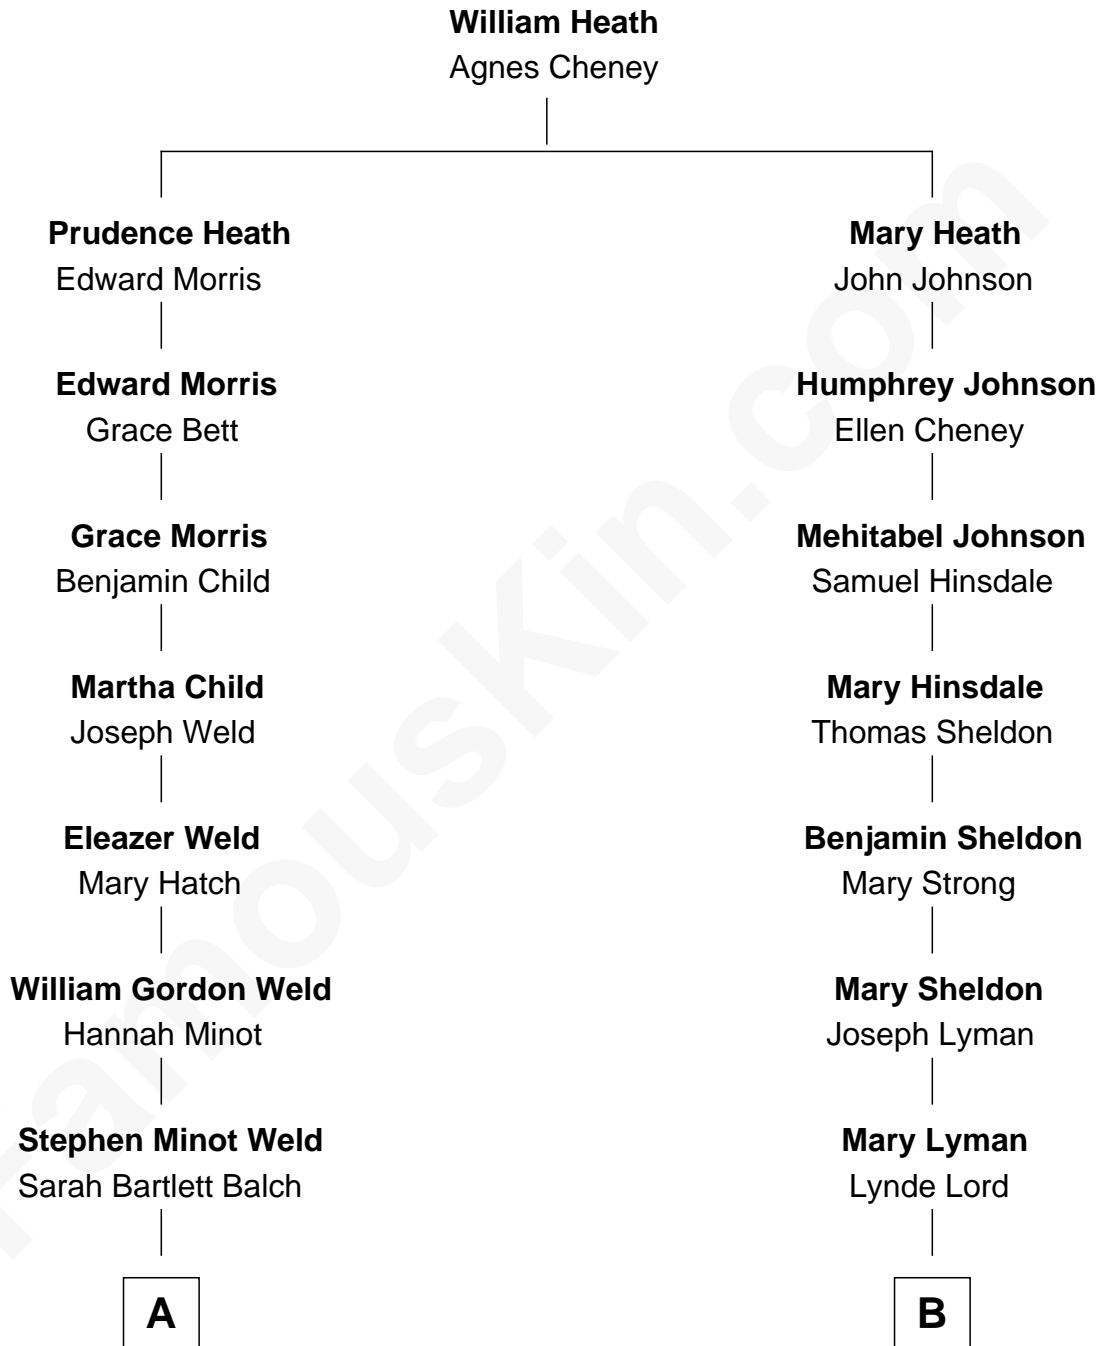 William Heath
Agnes Cheney
Prudence Heath
Edward Morris
Mary Heath
John Johnson
Edward Morris
Grace Bett
Humphrey Johnson
Ellen Cheney
Grace Morris
Benjamin Child
Mehitabel Johnson
Samuel Hinsdale
Martha Child
Joseph Weld
Mary Hinsdale
Thomas Sheldon
Eleazer Weld
Mary Hatch
Benjamin Sheldon
Mary Strong
William Gordon Weld
Hannah Minot
Mary Sheldon
Joseph Lyman
Stephen Minot Weld
Sarah Bartlett Balch
Mary Lyman
Lynde Lord
A
B
FamousKin.com